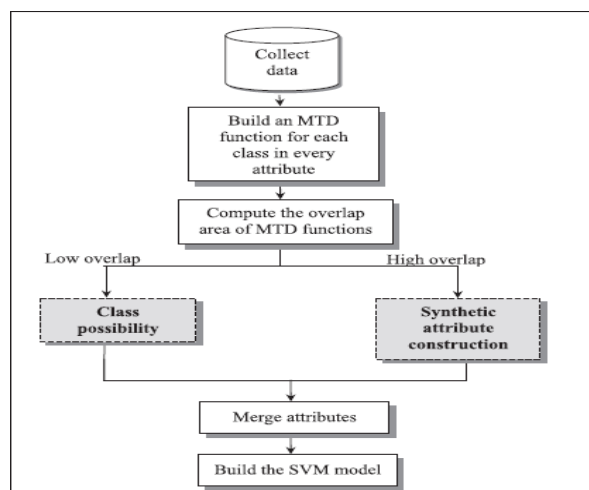 Collect
data
Build an MTD
function for each
class in every
attribute
Compute the overlap
area of MTD functions
Low overlap
High overlap
Class
possibility
Synthetic
attribute
construction
Merge attributes
Build the SVM model